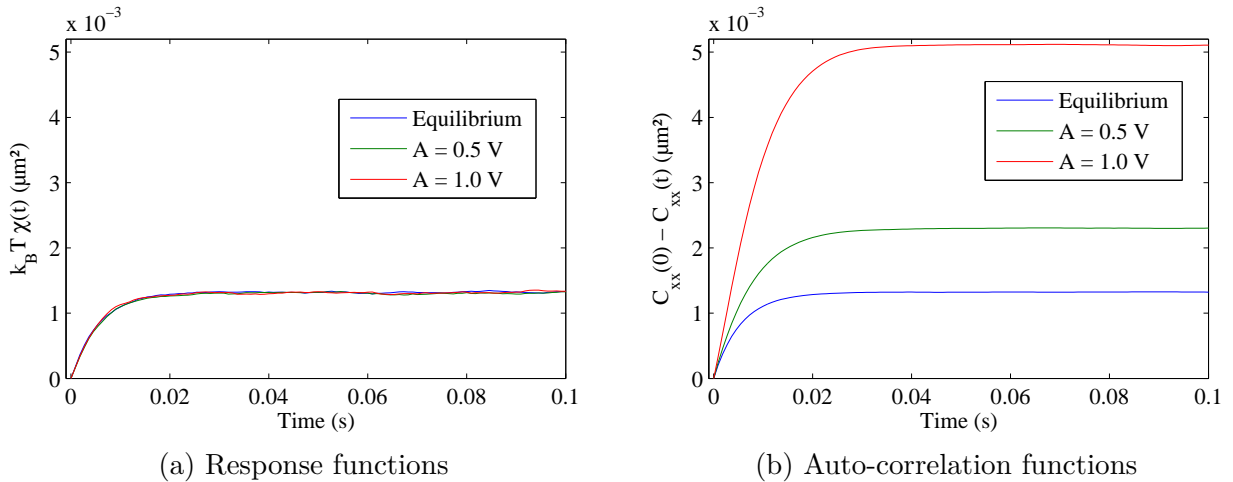 x 10⁻³
5
4
3
2
1
0
k_B T χ(t) (µm²)
Equilibrium
A = 0.5 V
A = 1.0 V
0 0.02 0.04 0.06 0.08 0.1
Time (s)
(a) Response functions
x 10⁻³
5
4
3
2
1
0
C_xx(0) − C_xx(t) (µm²)
Equilibrium
A = 0.5 V
A = 1.0 V
0 0.02 0.04 0.06 0.08 0.1
Time (s)
(b) Auto-correlation functions